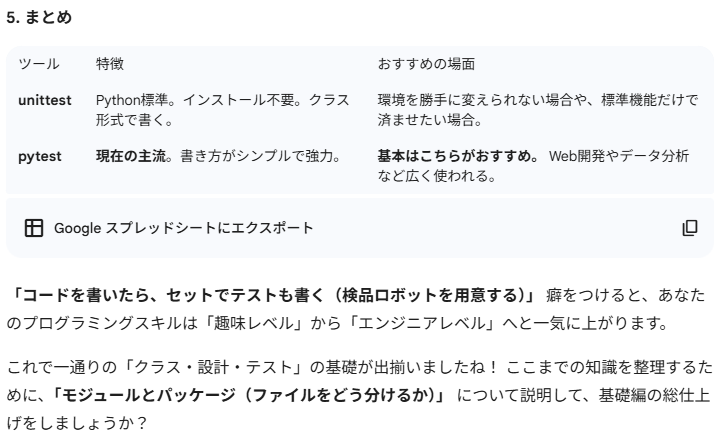 5. まとめ
ツール 特徴 おすすめの場面
unittest Python標準。インストール不要。クラス 環境を勝手に変えられない場合や、標準機能だけで
形式で書く。 済ませたい場合。
pytest 現在の主流。書き方がシンプルで強力。 基本はこちらがおすすめ。 Web開発やデータ分析
など広く使われる。
Google スプレッドシートにエクスポート
「コードを書いたら、セットでテストも書く（検品ロボットを用意する）」 癖をつけると、あなた
のプログラミングスキルは「趣味レベル」から「エンジニアレベル」へと一気に上がります。
これで一通りの「クラス・設計・テスト」の基礎が出揃いましたね！ ここまでの知識を整理するた
めに、「モジュールとパッケージ（ファイルをどう分けるか）」 について説明して、基礎編の総仕上
げをしましょうか？